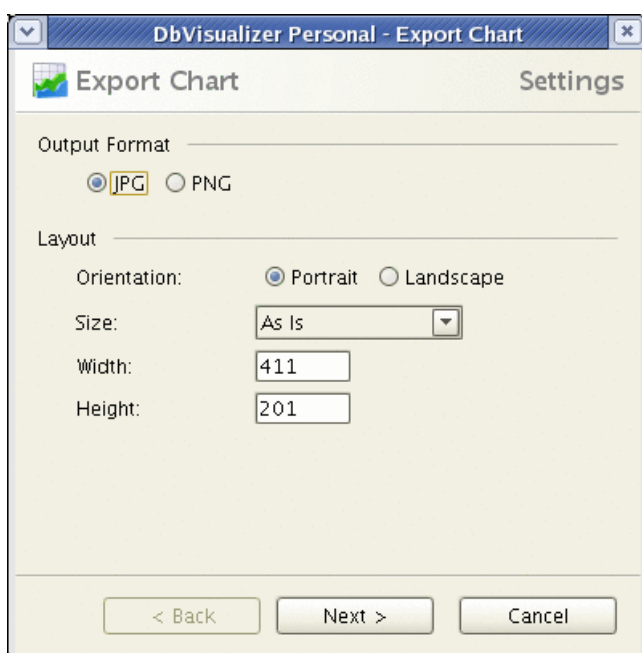 DbVisualizer Personal - Export Chart
Export Chart Settings
Output Format
JPG PNG
Layout
Orientation: Portrait Landscape
Size: As Is
Width: 411
Height: 201
< Back Next > Cancel